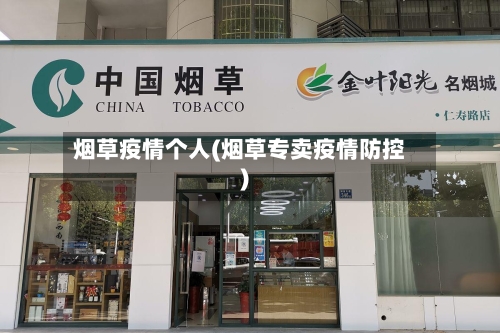 中国烟草
CHINA TOBACCO
金叶阳光 名烟城
•仁寿路店
烟草疫情个人(烟草专卖疫情防控
)